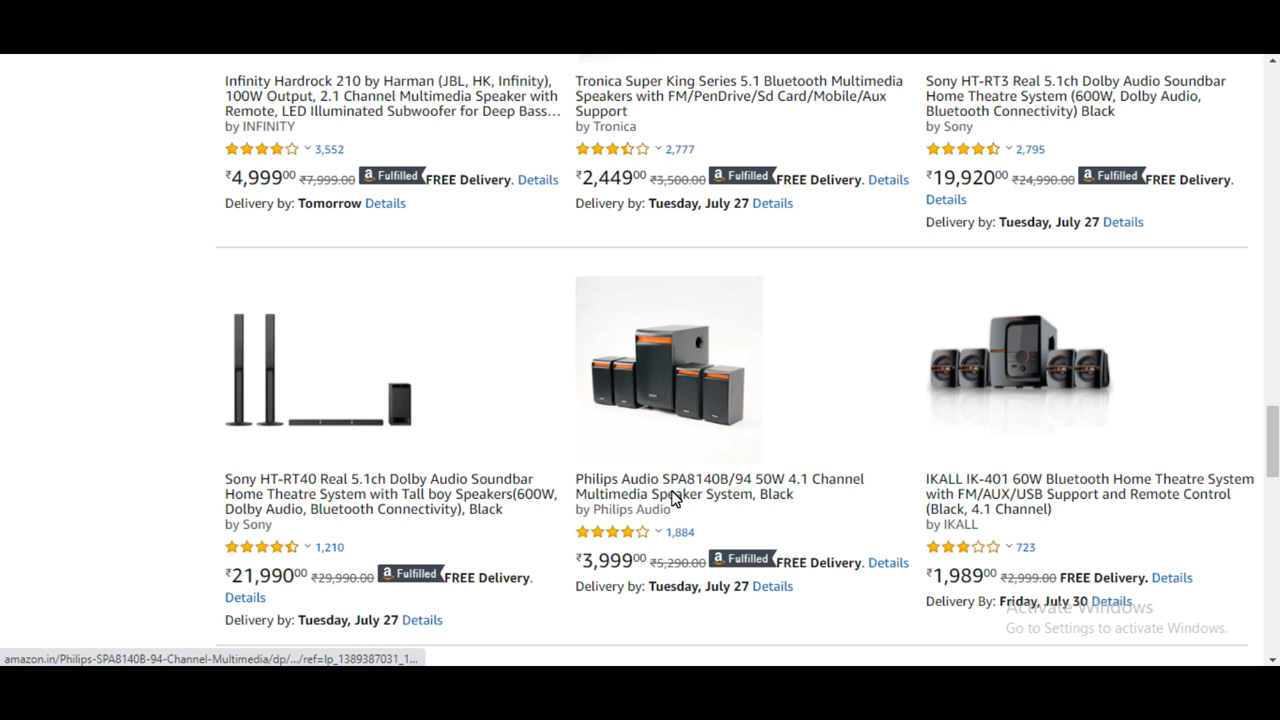 Infinity Hardrock 210 by Harman (JBL, HK, Infinity),
100W Output, 2.1 Channel Multimedia Speaker with
Remote, LED Illuminated Subwoofer for Deep Bass...
by INFINITY
3,552
₹4,999⁰⁰ ₹7,999.00 a Fulfilled FREE Delivery. Details
Delivery by: Tomorrow Details
Tronica Super King Series 5.1 Bluetooth Multimedia
Speakers with FM/PenDrive/Sd Card/Mobile/Aux
Support
by Tronica
2,777
₹2,449⁰⁰ ₹3,500.00 a Fulfilled FREE Delivery. Details
Delivery by: Tuesday, July 27 Details
Sony HT-RT3 Real 5.1ch Dolby Audio Soundbar
Home Theatre System (600W, Dolby Audio,
Bluetooth Connectivity) Black
by Sony
2,795
₹19,920⁰⁰ ₹24,990.00 a Fulfilled FREE Delivery.
Details
Delivery by: Tuesday, July 27 Details
Sony HT-RT40 Real 5.1ch Dolby Audio Soundbar
Home Theatre System with Tall boy Speakers(600W,
Dolby Audio, Bluetooth Connectivity), Black
by Sony
1,210
₹21,990⁰⁰ ₹29,990.00 a Fulfilled FREE Delivery.
Details
Delivery by: Tuesday, July 27 Details
Philips Audio SPA8140B/94 50W 4.1 Channel
Multimedia Speaker System, Black
by Philips Audio
1,884
₹3,999⁰⁰ ₹5,290.00 a Fulfilled FREE Delivery. Details
Delivery by: Tuesday, July 27 Details
IKALL IK-401 60W Bluetooth Home Theatre System
with FM/AUX/USB Support and Remote Control
(Black, 4.1 Channel)
by IKALL
723
₹1,989⁰⁰ ₹2,999.00 FREE Delivery. Details
Delivery By: Friday, July 30 Details
Activate Windows
Go to Settings to activate Windows.
amazon.in/Philips-SPA8140B-94-Channel-Multimedia/dp/.../ref=lp_1389387031_1...